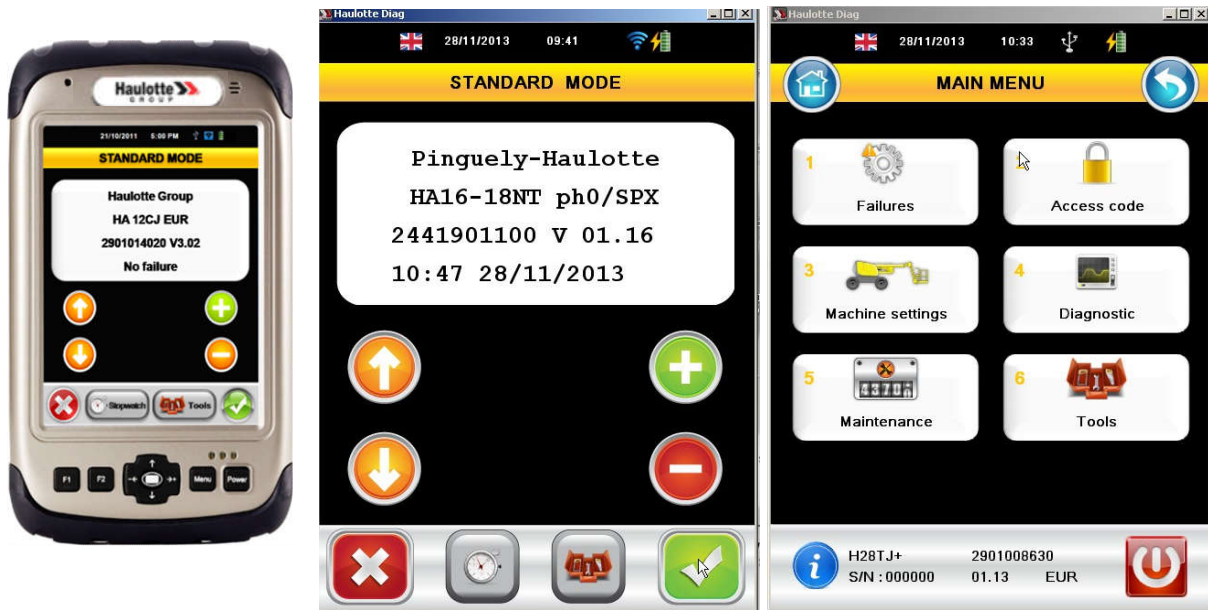 Haulotte
GROUP
21/10/2011 5:00 PM
STANDARD MODE
Haulotte Group
HA 12CJ EUR
2901014020 V3.02
No failure
Stopwatch
Tools
F1
F2
Menu
Power
Haulotte Diag
28/11/2013 09:41
STANDARD MODE
Pinguely-Haulotte
HA16-18NT ph0/SPX
2441901100 V 01.16
10:47 28/11/2013
Haulotte Diag
28/11/2013 10:33
MAIN MENU
1
Failures
2
Access code
3
Machine settings
4
Diagnostic
5
Maintenance
6
Tools
H28TJ+ 2901008630
S/N : 000000 01.13 EUR